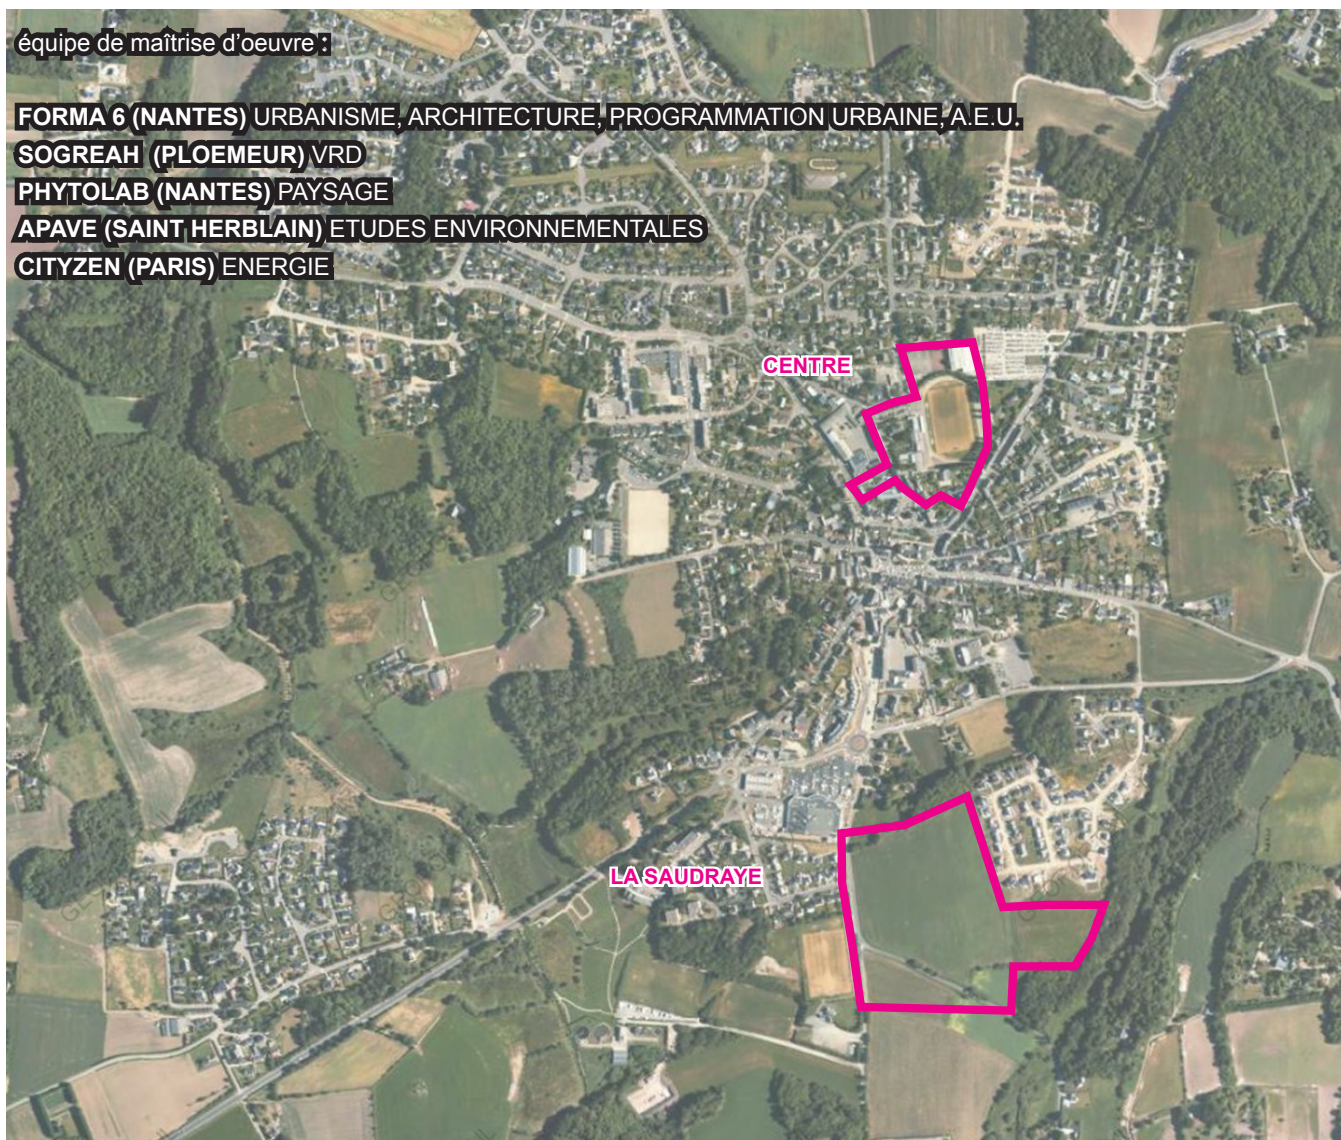 équipe de maîtrise d'oeuvre :
FORMA 6 (NANTES) URBANISME, ARCHITECTURE, PROGRAMMATION URBAINE, A.E.U.
SOGREAH (PLOEMEUR) VRD
PHYTOLAB (NANTES) PAYSAGE
APAVE (SAINT HERBLAIN) ETUDES ENVIRONNEMENTALES
CITYZEN (PARIS) ENERGIE
CENTRE
LA SAUDRAYE